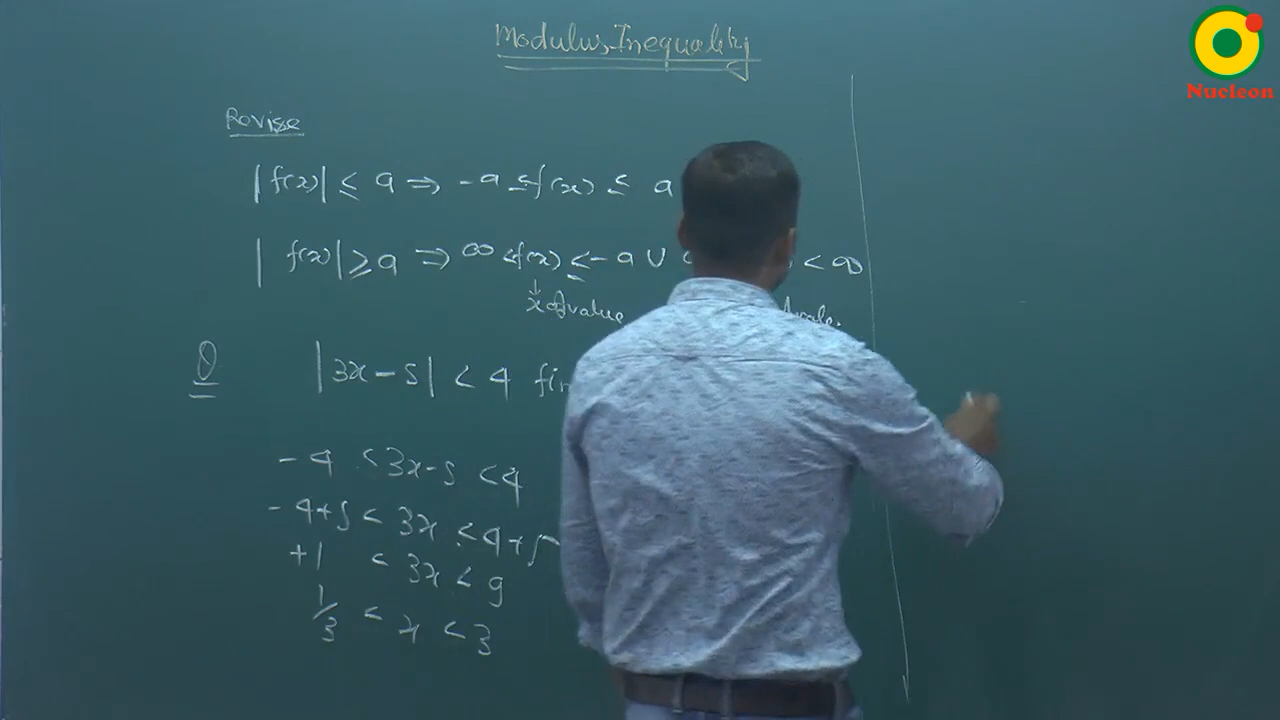 Modulus Inequality
Nucleon
Revise
|f(x)| ≤ a ⇒ -a ≤ f(x) ≤ a
|f(x)| ≥ a ⇒ ∞ < f(x) ≤ -a ∪ < ∞
↓
x value
Q |3x-5| < 4
-4 < 3x-5 < 4
-4+5 < 3x < 4+5
+1 < 3x < 9
1/3 < x < 3